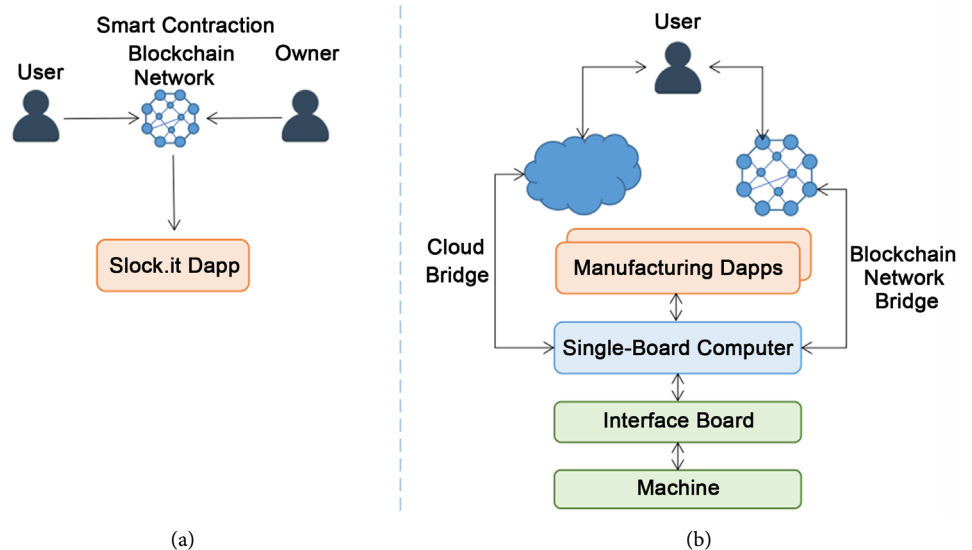 Smart Contraction
Blockchain
Network
User
Owner
Slock.it Dapp
(a)
User
Cloud
Bridge
Manufacturing Dapps
Blockchain
Network
Bridge
Single-Board Computer
Interface Board
Machine
(b)